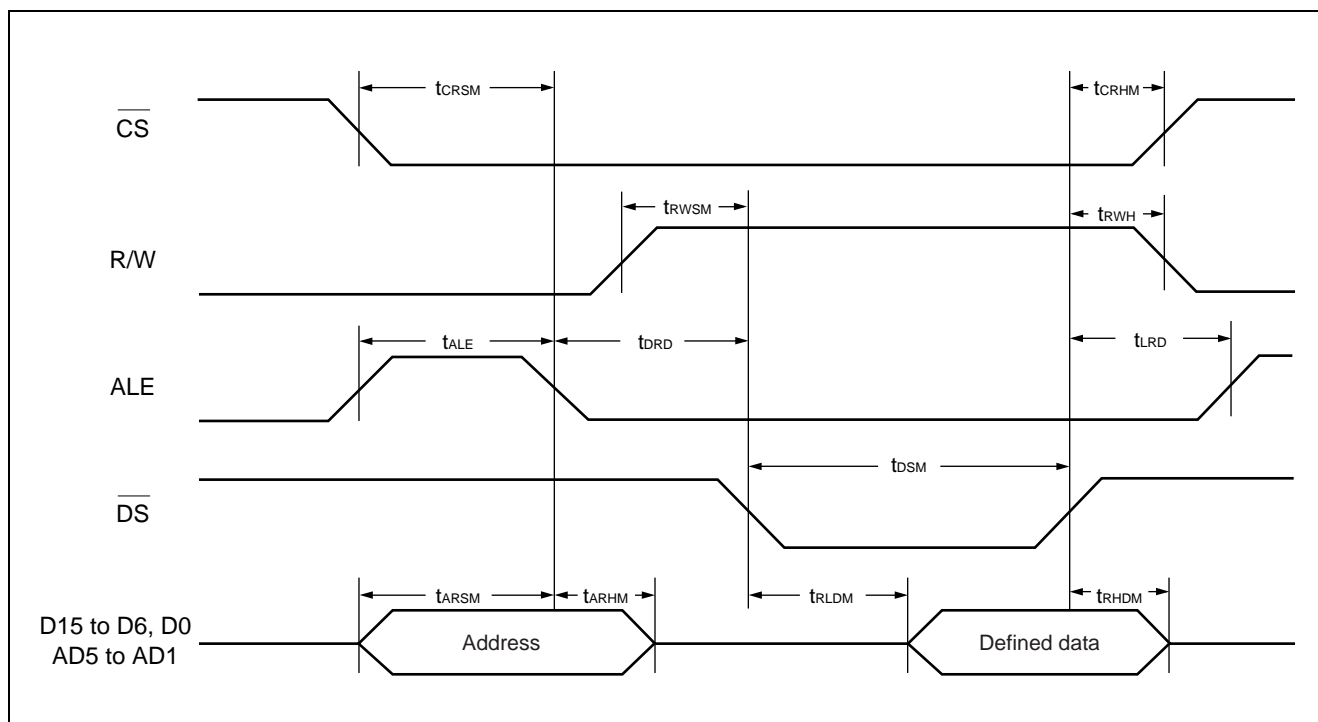 tCRSM
tCRHM
CS
tRWSM
tRWH
R/W
tALE
tDRD
tLRD
ALE
tDSM
DS
tARSM
tARHM
tRLDM
tRHDM
D15 to D6, D0
AD5 to AD1
Address
Defined data